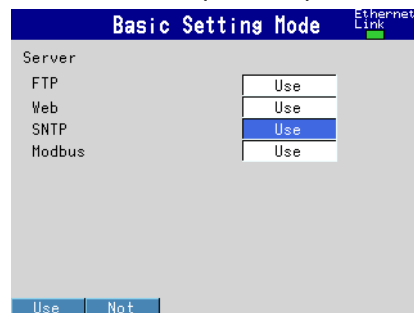 Basic Setting Mode
Ethernet
Link
Server
FTP Use
Web Use
SNTP Use
Modbus Use
Use Not